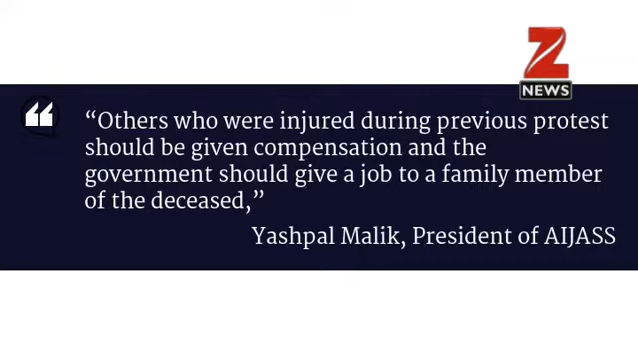 Z
NEWS
“Others who were injured during previous protest
should be given compensation and the
government should give a job to a family member
of the deceased,”
Yashpal Malik, President of AIJASS